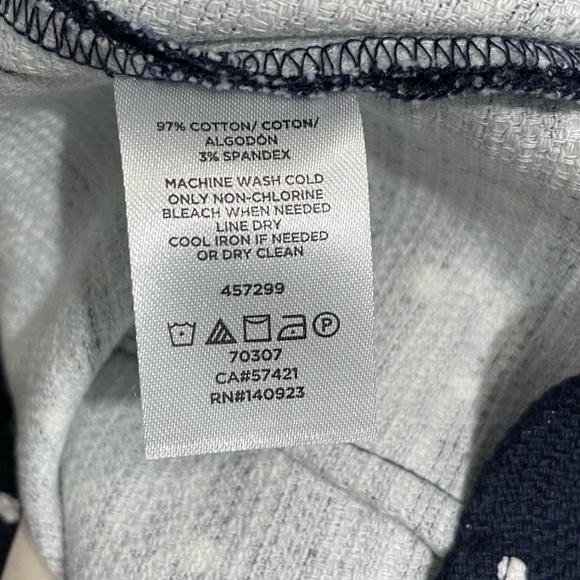 97% COTTON/ COTON/
ALGODÓN
3% SPANDEX
MACHINE WASH COLD
ONLY NON-CHLORINE
BLEACH WHEN NEEDED
LINE DRY
COOL IRON IF NEEDED
OR DRY CLEAN
457299
P
70307
CA#57421
RN#140923